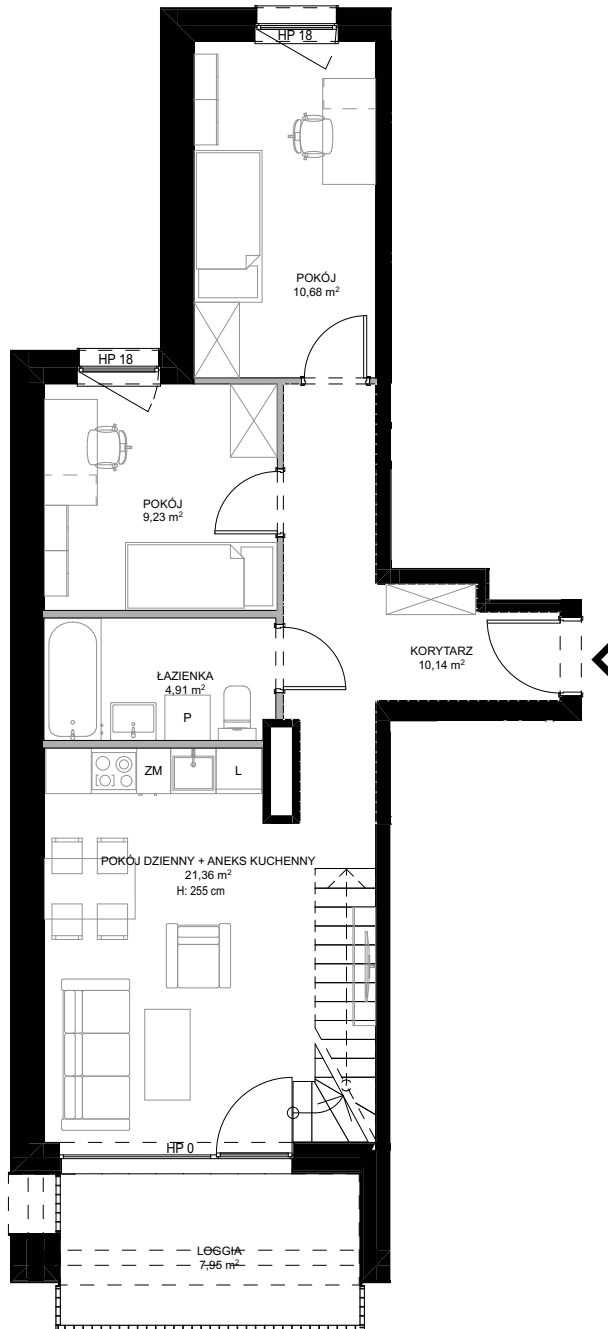 HP 18
POKÓJ
10,68 m²
HP 18
POKÓJ
9,23 m²
KORYTARZ
10,14 m²
ŁAZIENKA
4,91 m²
P
ZM
L
POKÓJ DZIENNY + ANEKS KUCHENNY
21,36 m²
H: 255 cm
HP 0
LOGGIA
7,95 m²